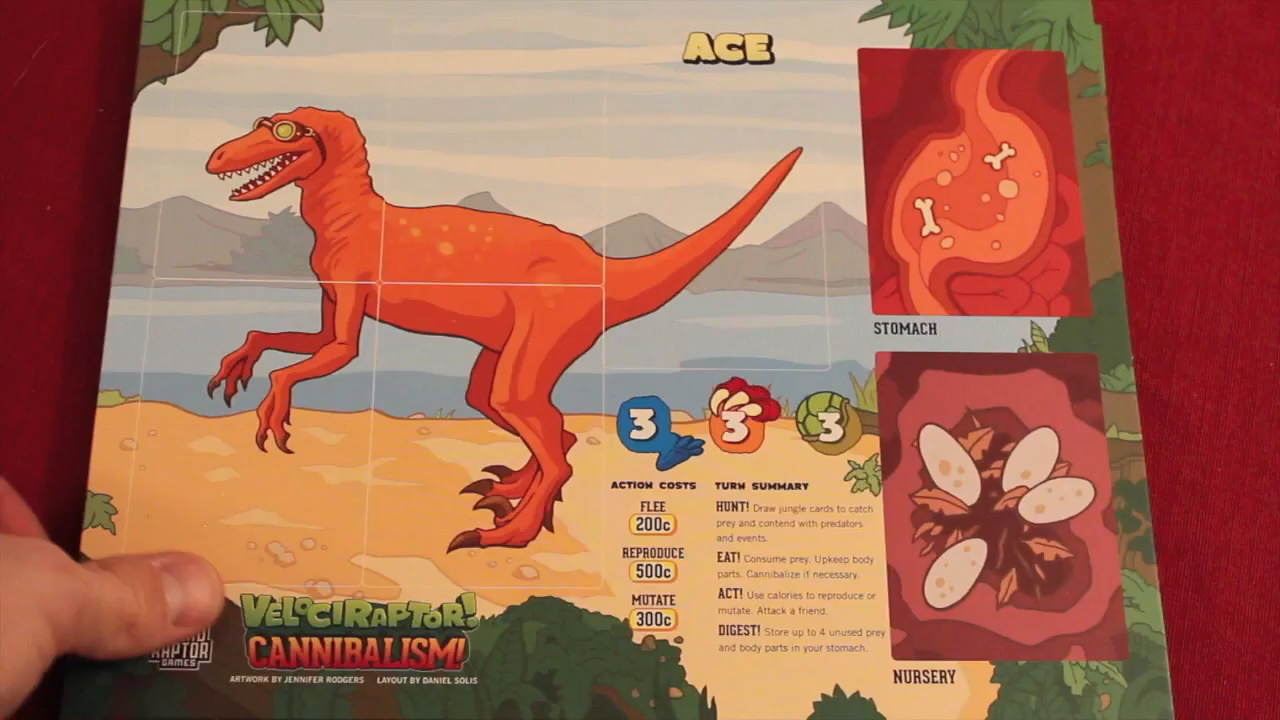 ACE
STOMACH
3 3 3
ACTION COSTS
FLEE
200c
REPRODUCE
500c
MUTATE
300c
TURN SUMMARY
HUNT! Draw jungle cards to catch
prey and contend with predators
and events.
EAT! Consume prey. Upkeep body
parts. Cannibalize if necessary.
ACT! Use calories to reproduce or
mutate. Attack a friend.
DIGEST! Store up to 4 unused prey
and body parts in your stomach.
NURSERY
VELOCIRAPTOR!
CANNIBALISM!
RAPTOR
GAMES
ARTWORK BY JENNIFER RODGERS LAYOUT BY DANIEL SOLIS